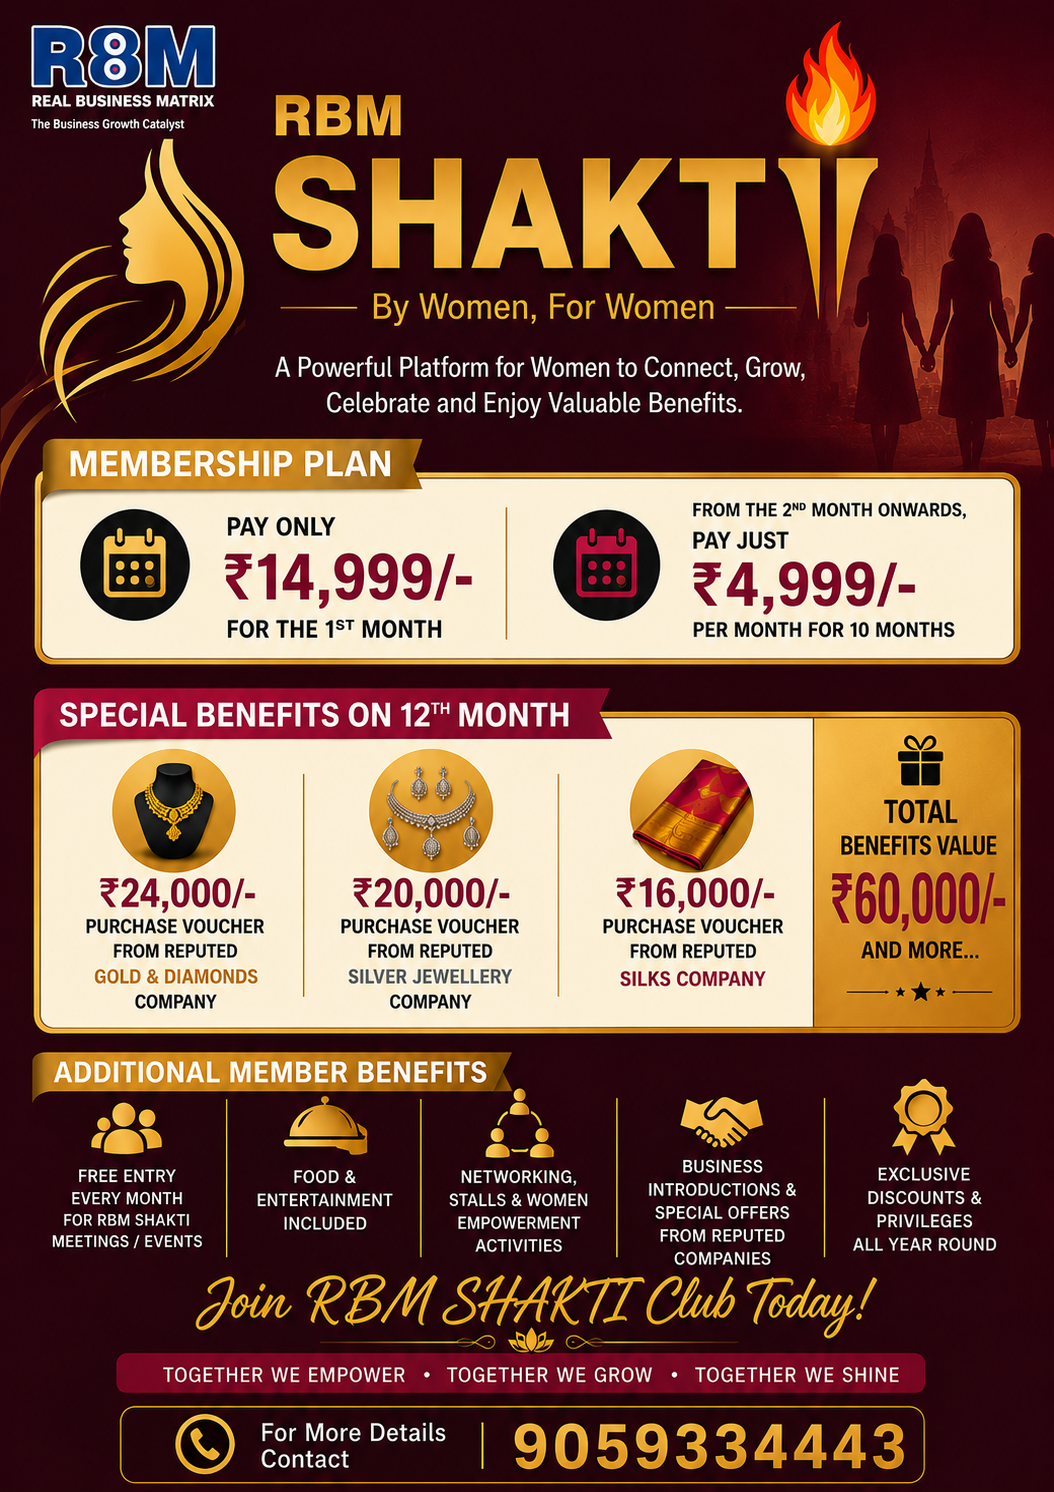 RBM
REAL BUSINESS MATRIX
The Business Growth Catalyst
RBM
SHAKTI
By Women, For Women
A Powerful Platform for Women to Connect, Grow,
Celebrate and Enjoy Valuable Benefits.
MEMBERSHIP PLAN
PAY ONLY
₹14,999/-
FOR THE 1ST MONTH
FROM THE 2ND MONTH ONWARDS,
PAY JUST
₹4,999/-
PER MONTH FOR 10 MONTHS
SPECIAL BENEFITS ON 12TH MONTH
₹24,000/-
PURCHASE VOUCHER
FROM REPUTED
GOLD & DIAMONDS
COMPANY
₹20,000/-
PURCHASE VOUCHER
FROM REPUTED
SILVER JEWELLERY
COMPANY
₹16,000/-
PURCHASE VOUCHER
FROM REPUTED
SILKS COMPANY
TOTAL
BENEFITS VALUE
₹60,000/-
AND MORE...
ADDITIONAL MEMBER BENEFITS
FREE ENTRY
EVERY MONTH
FOR RBM SHAKTI
MEETINGS / EVENTS
FOOD &
ENTERTAINMENT
INCLUDED
NETWORKING,
STALLS & WOMEN
EMPOWERMENT
ACTIVITIES
BUSINESS
INTRODUCTIONS &
SPECIAL OFFERS
FROM REPUTED
COMPANIES
EXCLUSIVE
DISCOUNTS &
PRIVILEGES
ALL YEAR ROUND
Join RBM SHAKTI Club Today!
TOGETHER WE EMPOWER • TOGETHER WE GROW • TOGETHER WE SHINE
For More Details
Contact
9059334443